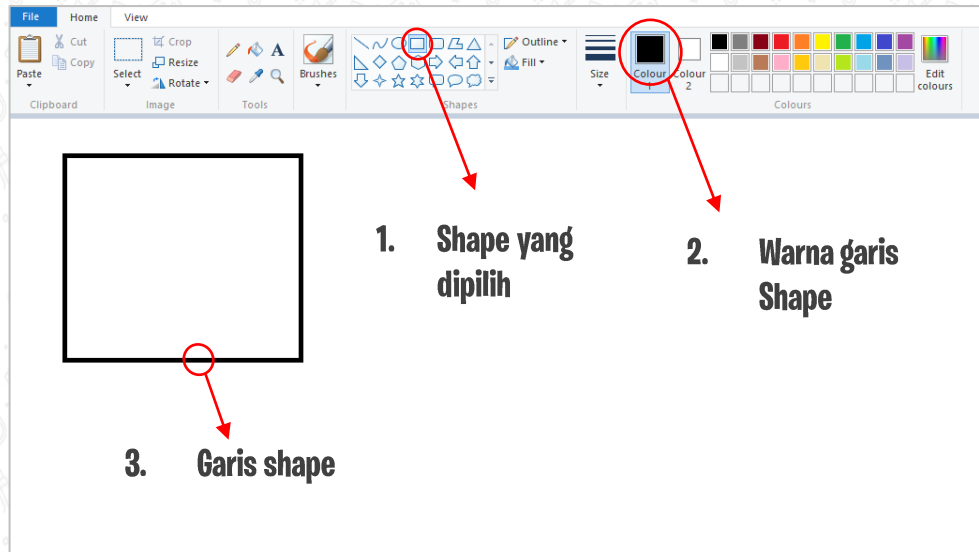 File Home View
Cut
Copy
Paste
Clipboard
Crop
Resize
Rotate
Select
Image
A
Tools
Brushes
Outline
Fill
Shapes
Size
Colour 1
Colour 2
Edit colours
Colours
1. Shape yang
dipilih
2. Warna garis
Shape
3. Garis shape